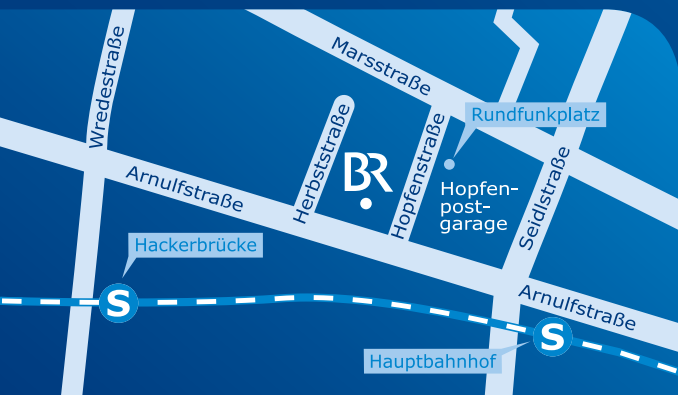 Wredestraße
Marsstraße
Rundfunkplatz
Herbststraße
BR
Hopfenstraße
Hopfen-
post-
garage
Seidlstraße
Arnulfstraße
Hackerbrücke
S
Arnulfstraße
S
Hauptbahnhof